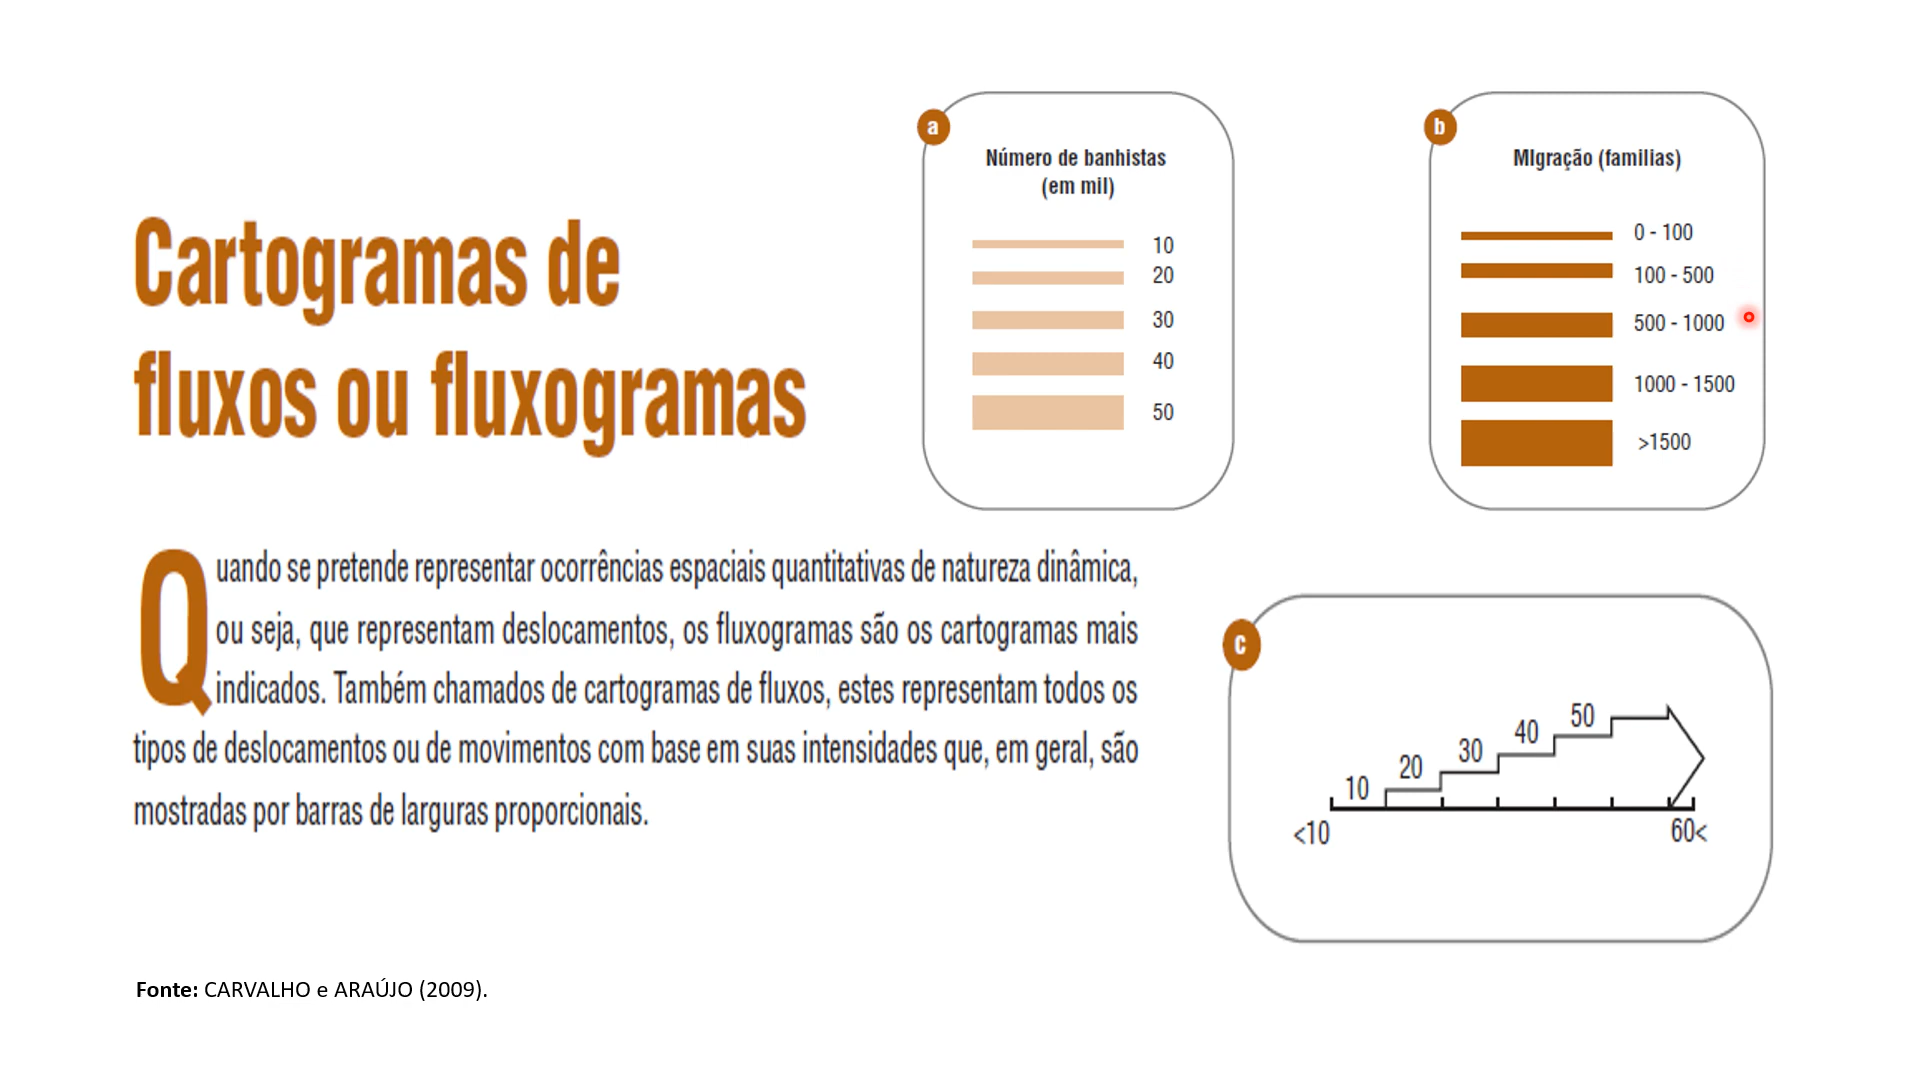 Cartogramas de
fluxos ou fluxogramas
Quando se pretende representar ocorrências espaciais quantitativas de natureza dinâmica,
ou seja, que representam deslocamentos, os fluxogramas são os cartogramas mais
indicados. Também chamados de cartogramas de fluxos, estes representam todos os
tipos de deslocamentos ou de movimentos com base em suas intensidades que, em geral, são
mostradas por barras de larguras proporcionais.
a
Número de banhistas
(em mil)
10
20
30
40
50
b
MIgração (familias)
0 - 100
100 - 500
500 - 1000
1000 - 1500
>1500
c
10
20
30
40
50
<10
60<
Fonte: CARVALHO e ARAÚJO (2009).